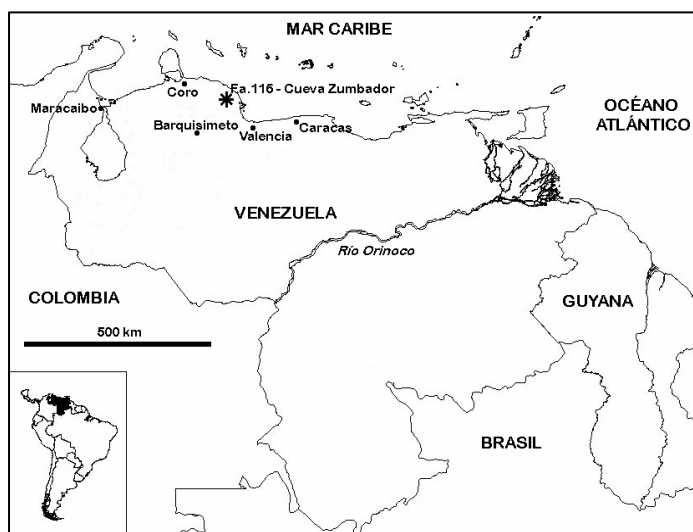 MAR CARIBE
Coro
Fa.116 - Cueva Zumbador
Maracaibo
OCÉANO
ATLÁNTICO
Barquisimeto
Valencia
Caracas
VENEZUELA
Río Orinoco
COLOMBIA
GUYANA
500 km
BRASIL